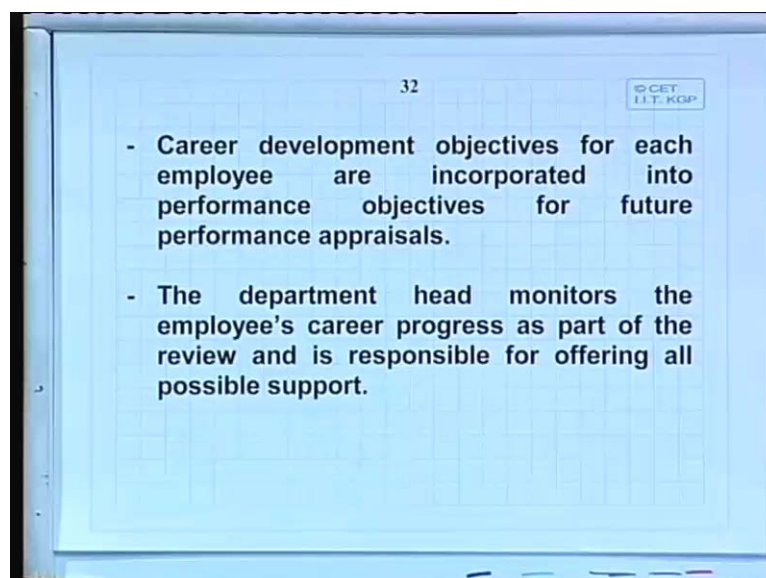 32
© CET
I.I.T. KGP
- Career development objectives for each
employee are incorporated into
performance objectives for future
performance appraisals.
- The department head monitors the
employee's career progress as part of the
review and is responsible for offering all
possible support.